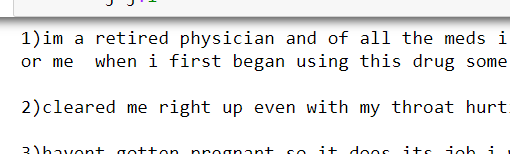 1)im a retired physician and of all the meds i
or me  when i first began using this drug some
2)cleared me right up even with my throat hurt
3)havent gotten pregnant so it does its job i